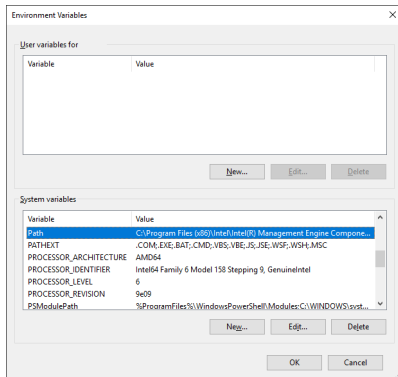 Environment Variables
User variables for
Variable Value
New... Edit... Delete
System variables
Variable Value
Path C:\Program Files (x86)\Intel\Intel(R) Management Engine Compone...
PATHEXT .COM;.EXE;.BAT;.CMD;.VBS;.VBE;.JS;.JSE;.WSF;.WSH;.MSC
PROCESSOR_ARCHITECTURE AMD64
PROCESSOR_IDENTIFIER Intel64 Family 6 Model 158 Stepping 9, GenuineIntel
PROCESSOR_LEVEL 6
PROCESSOR_REVISION 9e09
PSModulePath %ProgramFiles%\WindowsPowerShell\Modules;C:\WINDOWS\syst...
New... Edit... Delete
OK Cancel